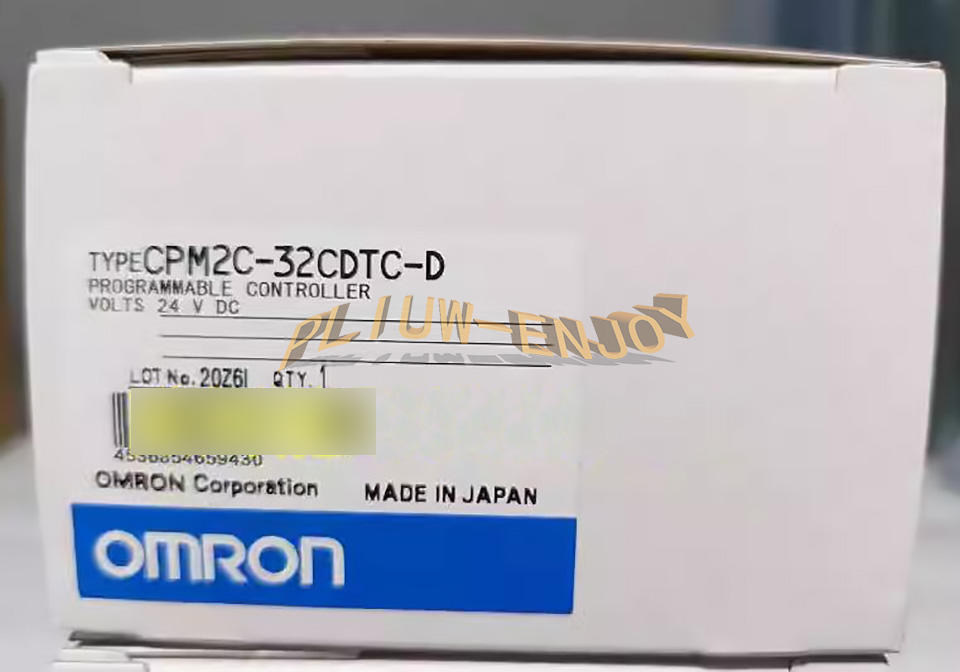 TYPE CPM2C-32CDTC-D
PROGRAMMABLE CONTROLLER
VOLTS 24 V DC
PLIUW-ENJOY
LOT No. 20Z6I QTY. 1
4536854659430
OMRON Corporation MADE IN JAPAN
OMRON